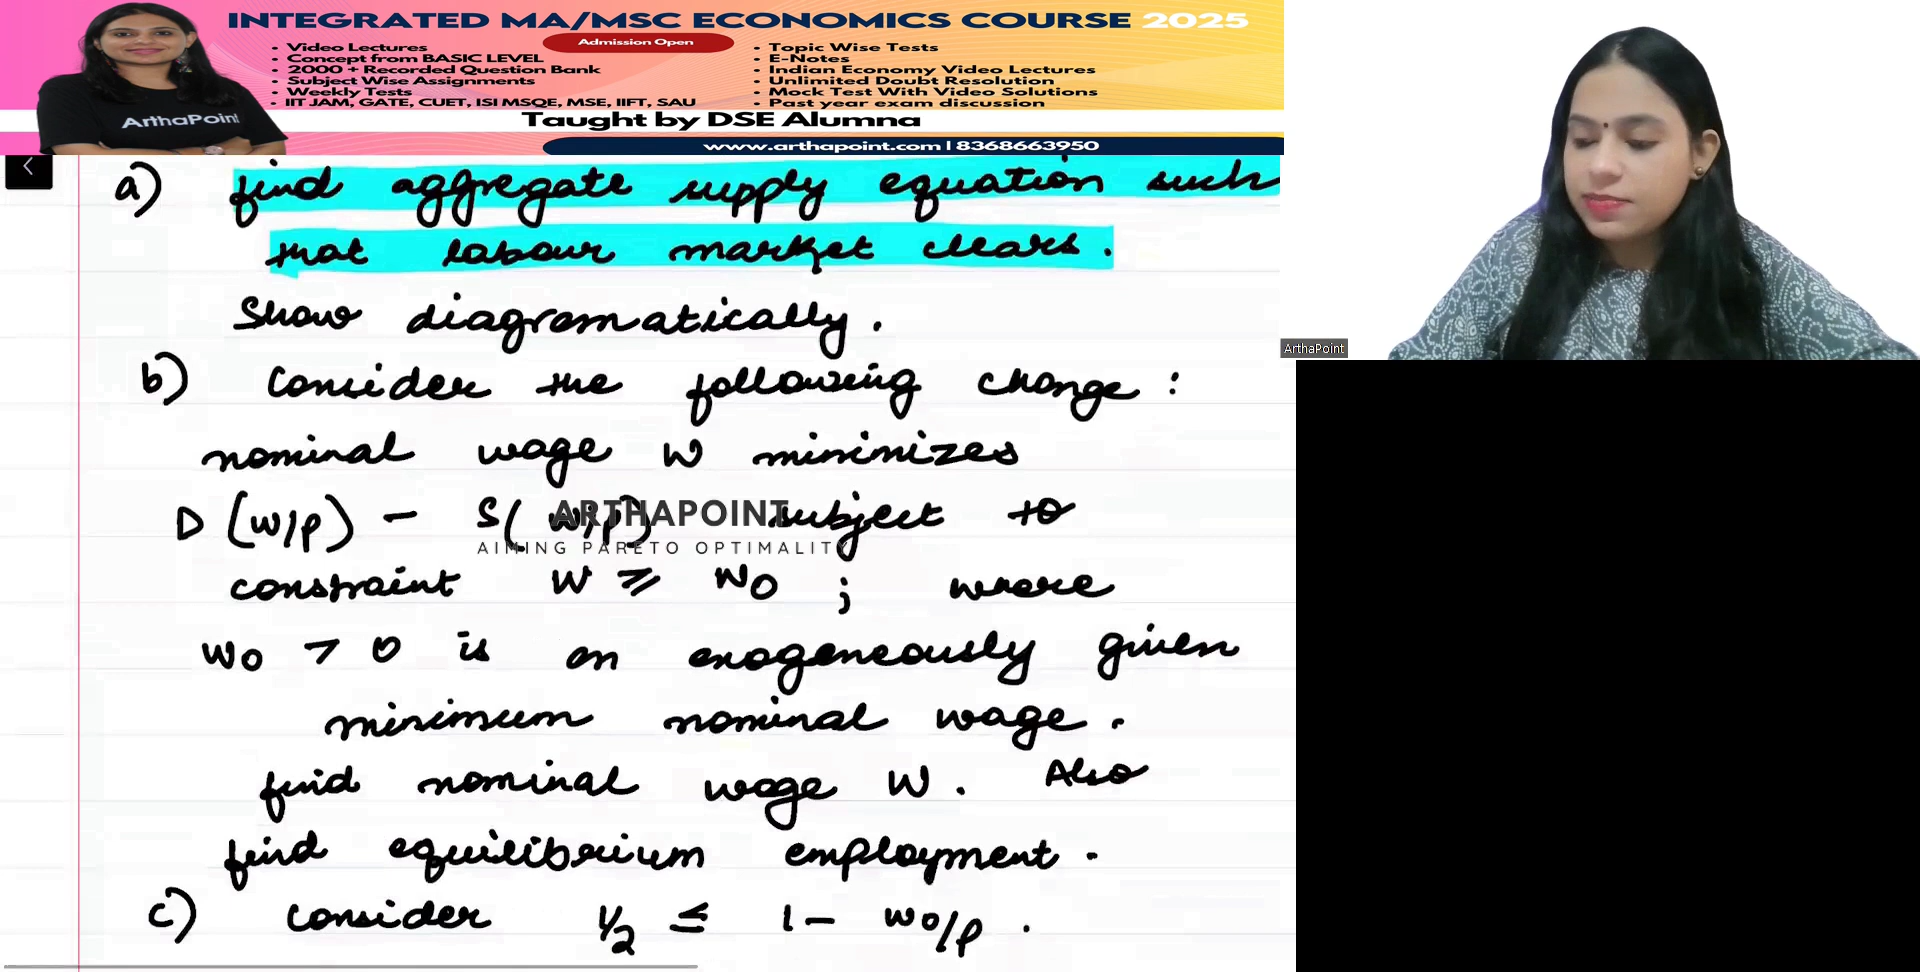 INTEGRATED MA/MSC ECONOMICS COURSE 2025
Admission Open
• Video Lectures
• Concept from BASIC LEVEL
• 2000 + Recorded Question Bank
• Subject Wise Assignments
• Weekly Tests
• IIT JAM, GATE, CUET, ISI MSQE, MSE, IIFT, SAU
• Topic Wise Tests
• E-Notes
• Indian Economy Video Lectures
• Unlimited Doubt Resolution
• Mock Test With Video Solutions
• Past year exam discussion
ArthaPoint
Taught by DSE Alumna
www.arthapoint.com | 8368663950
a) find aggregate supply equation such
that labour market clears.
Show diagrammatically.
b) Consider the following change :
nominal wage W minimizes
D (W/P) - S( W/P) subject to
ARTHAPOINT
AIMING PARETO OPTIMALITY
constraint W ≥ W0 ; where
W0 > 0 is an exogeneously given
minimum nominal wage.
find nominal wage W. Also
find equilibrium employment.
c) Consider 1/2 ≤ 1 - W0/P .
ArthaPoint